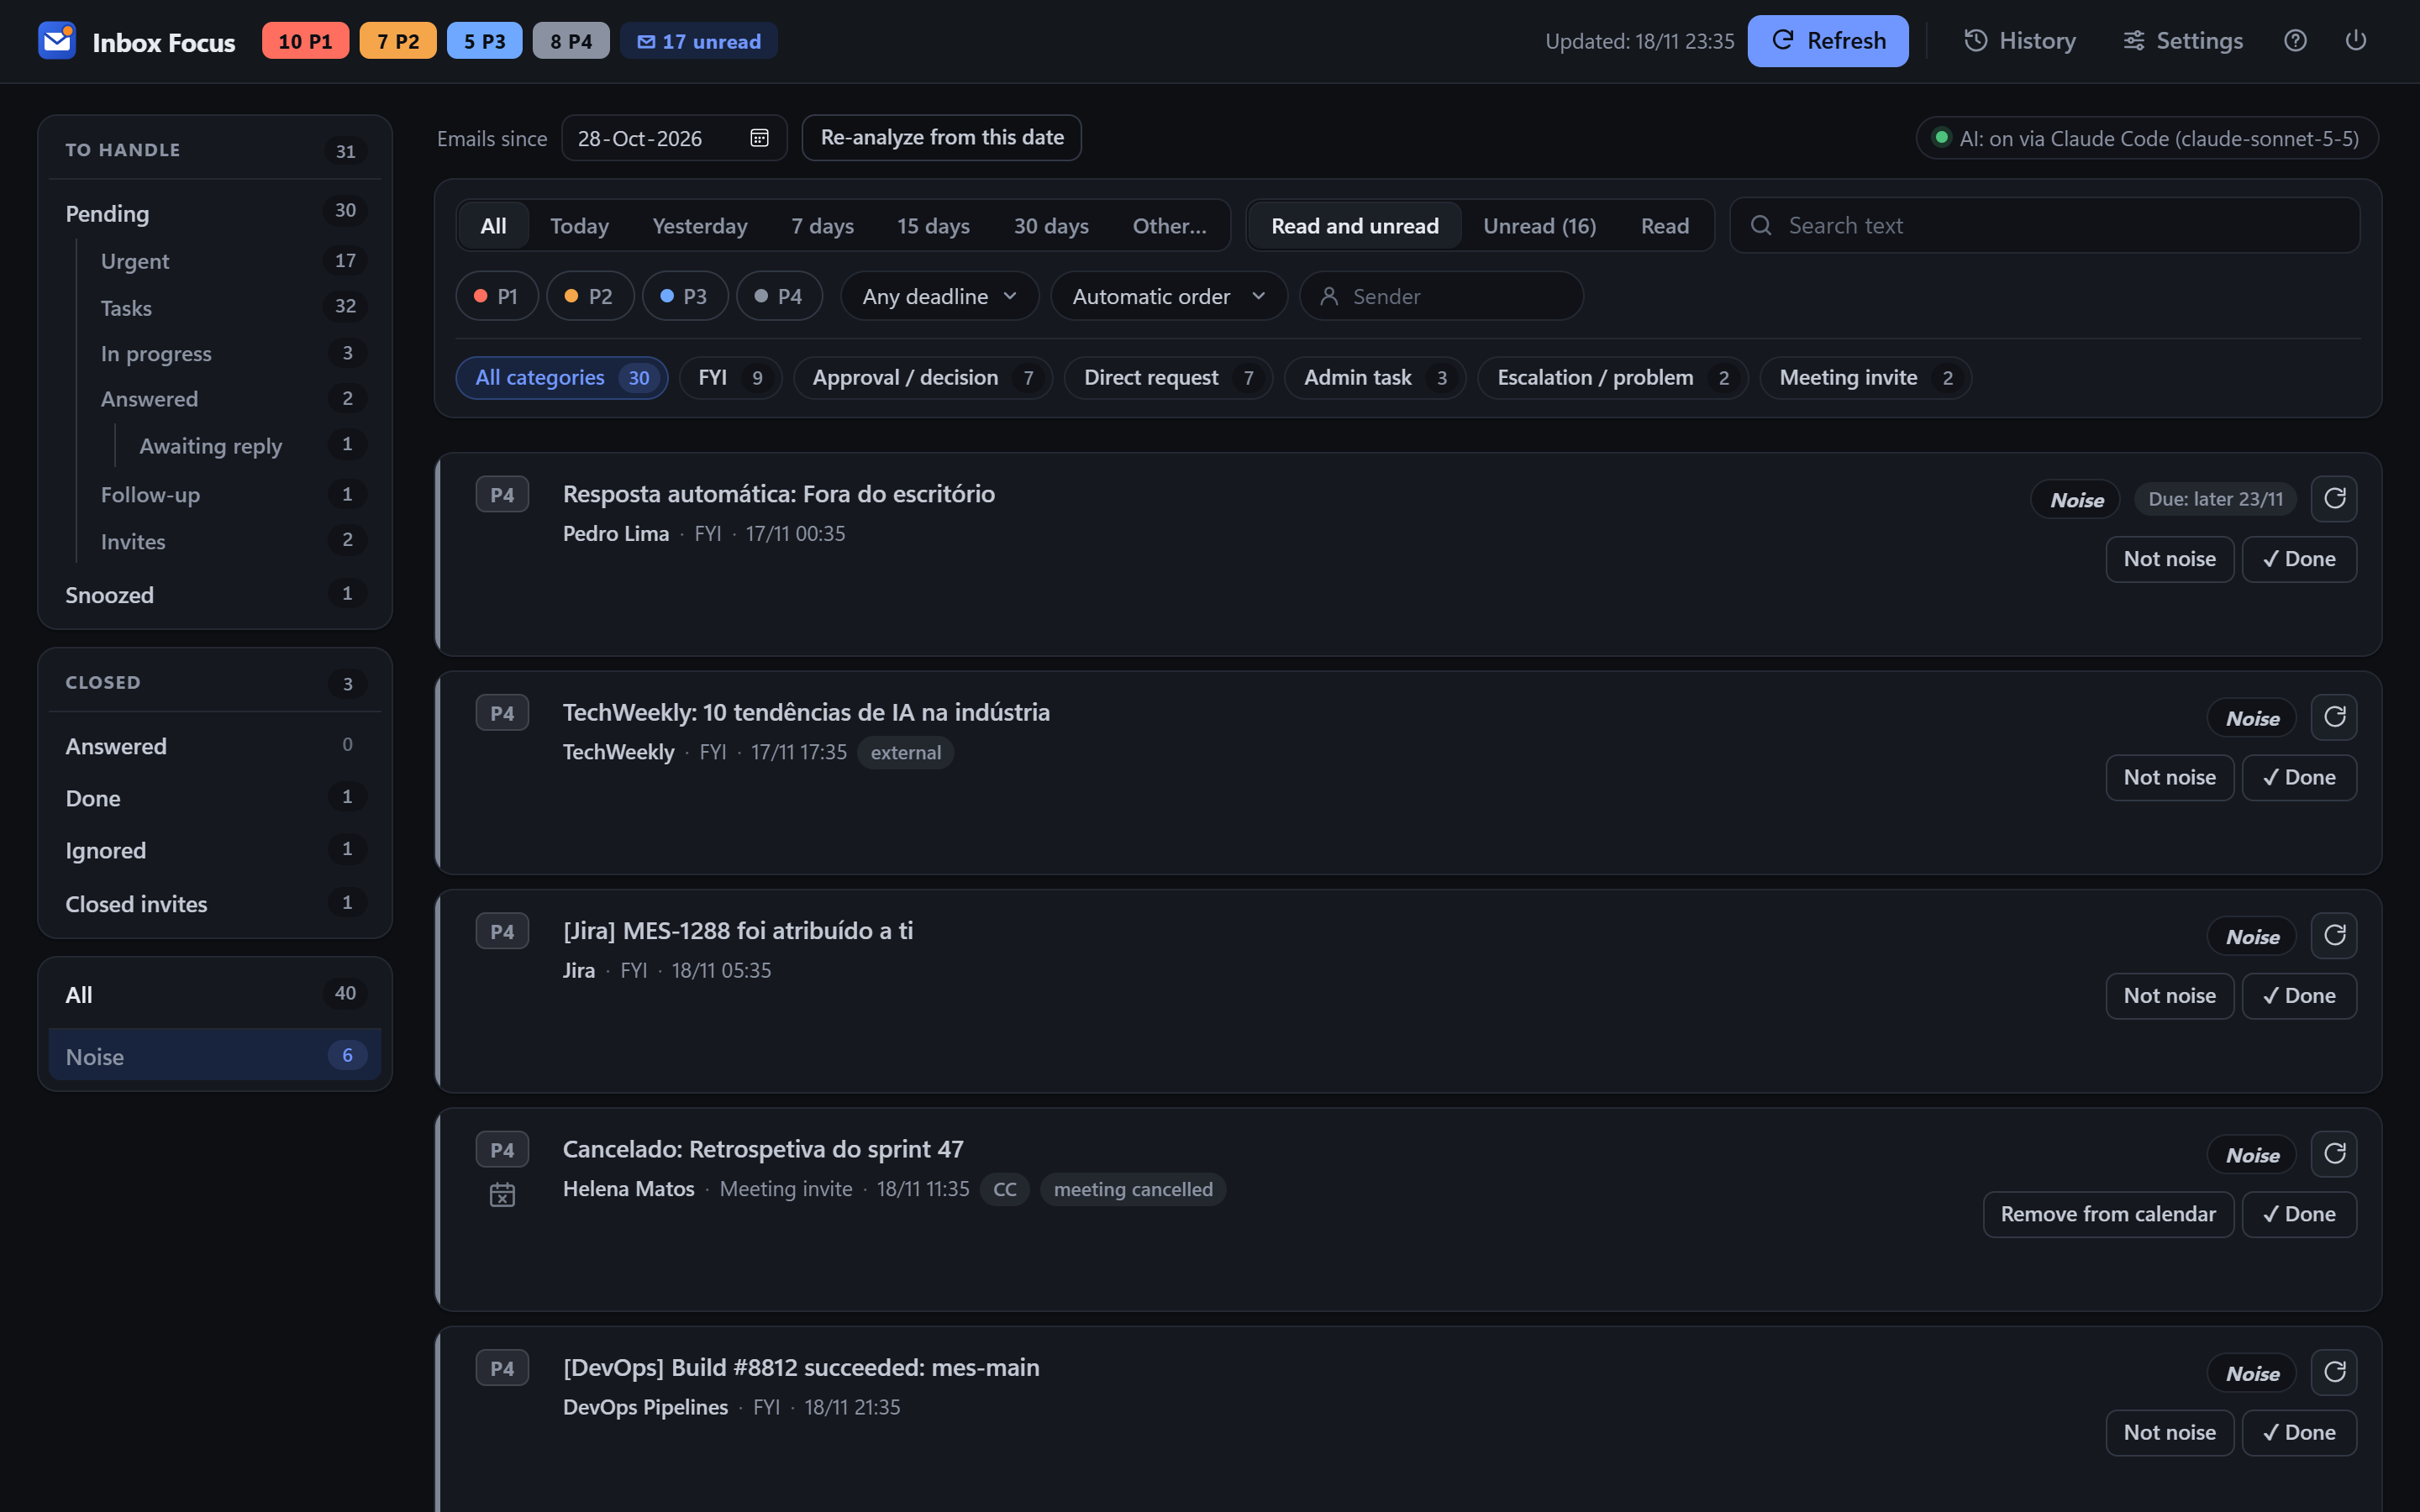 Inbox Focus 10 P1 7 P2 5 P3 8 P4 17 unread Updated: 18/11 23:35 Refresh History Settings
TO HANDLE 31
Pending 30
Urgent 17
Tasks 32
In progress 3
Answered 2
Awaiting reply 1
Follow-up 1
Invites 2
Snoozed 1
CLOSED 3
Answered 0
Done 1
Ignored 1
Closed invites 1
All 40
Noise 6
Emails since 28-Oct-2026 Re-analyze from this date AI: on via Claude Code (claude-sonnet-5-5)
All Today Yesterday 7 days 15 days 30 days Other... Read and unread Unread (16) Read Search text
P1 P2 P3 P4 Any deadline Automatic order Sender
All categories 30 FYI 9 Approval / decision 7 Direct request 7 Admin task 3 Escalation / problem 2 Meeting invite 2
P4 Resposta automática: Fora do escritório Noise Due: later 23/11
Pedro Lima · FYI · 17/11 00:35
Not noise ✓ Done
P4 TechWeekly: 10 tendências de IA na indústria Noise
TechWeekly · FYI · 17/11 17:35 external
Not noise ✓ Done
P4 [Jira] MES-1288 foi atribuído a ti Noise
Jira · FYI · 18/11 05:35
Not noise ✓ Done
P4 Cancelado: Retrospetiva do sprint 47 Noise
Helena Matos · Meeting invite · 18/11 11:35 CC meeting cancelled
Remove from calendar ✓ Done
P4 [DevOps] Build #8812 succeeded: mes-main Noise
DevOps Pipelines · FYI · 18/11 21:35
Not noise ✓ Done